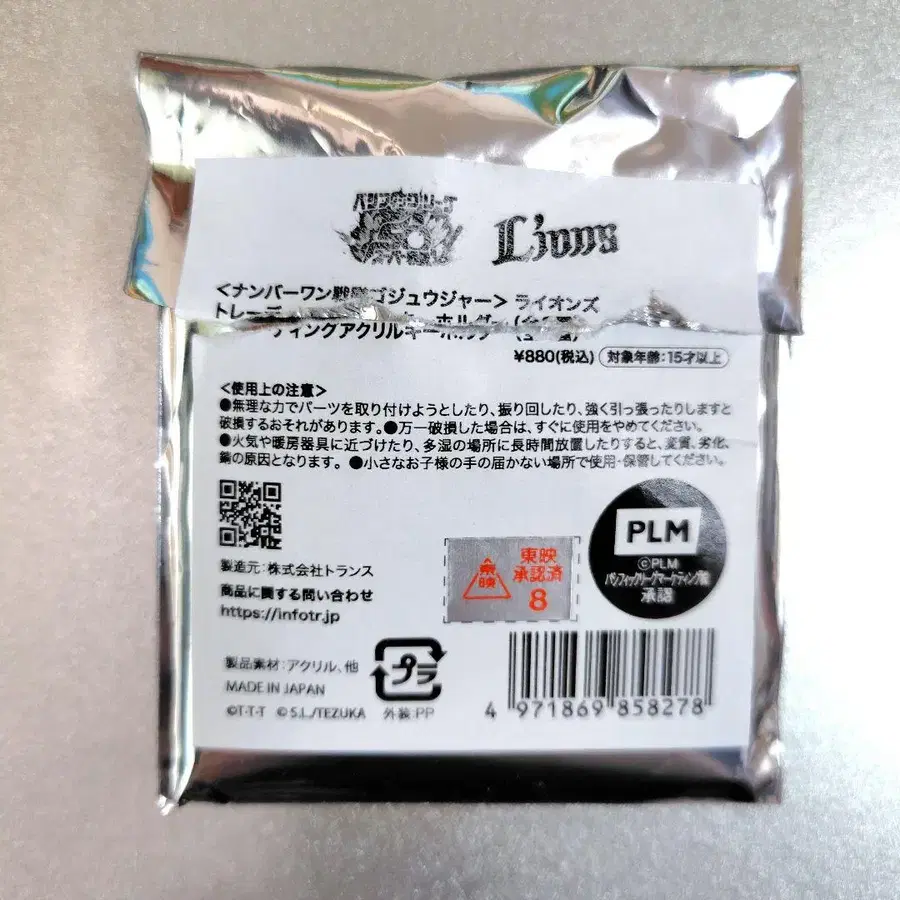 パシフィックリーグ
Lions
<ナンバーワン戦隊ゴジュウジャー> ライオンズ
トレーディングアクリルキーホルダー
¥880(税込) 対象年齢:15才以上
<使用上の注意>
●無理な力でパーツを取り付けようとしたり、振り回したり、強く引っ張ったりしますと
破損するおそれがあります。●万一破損した場合は、すぐに使用をやめてください。
●火気や暖房器具に近づけたり、多湿の場所に長時間放置したりすると、変質、劣化、
錆の原因となります。 ●小さなお子様の手の届かない場所で使用・保管してください。
製造元:株式会社トランス
商品に関する問い合わせ
https://infotr.jp
東映
東映
承認済
8
PLM
©PLM
パシフィックリーグマーケティング㈱
承認
製品素材:アクリル、他
MADE IN JAPAN
©T-T-T ©S.L./TEZUKA
プラ
外装:PP
4 971869 858278